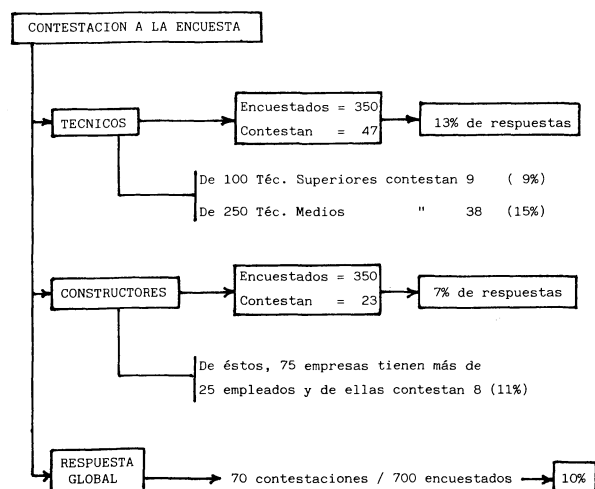 CONTESTACION A LA ENCUESTA
TECNICOS
Encuestados = 350
Contestan = 47
13% de respuestas
De 100 Téc. Superiores contestan 9 ( 9%)
De 250 Téc. Medios " 38 (15%)
CONSTRUCTORES
Encuestados = 350
Contestan = 23
7% de respuestas
De éstos, 75 empresas tienen más de
25 empleados y de ellas contestan 8 (11%)
RESPUESTA
GLOBAL
70 contestaciones / 700 encuestados
10%